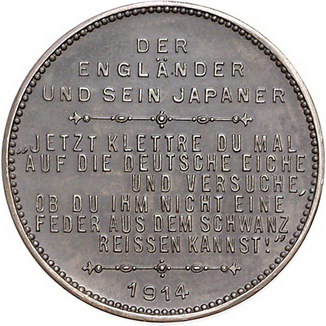 DER
ENGLÄNDER
UND SEIN JAPANER
„JETZT KLETTRE DU MAL
AUF DIE DEUTSCHE EICHE
UND VERSUCHE,
OB DU IHM NICHT EINE
FEDER AUS DEM SCHWANZ
REISSEN KANNST!"
1914